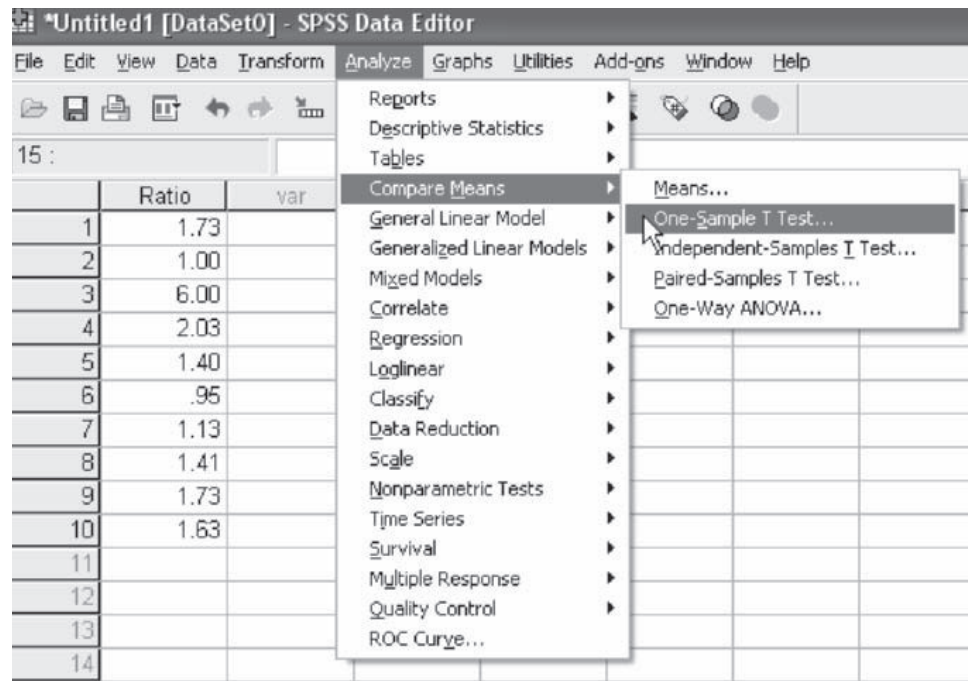 *Untitled1 [DataSet0] - SPSS Data Editor
File Edit View Data Transform Analyze Graphs Utilities Add-ons Window Help
15 :
Ratio var
1 1.73
2 1.00
3 6.00
4 2.03
5 1.40
6 .95
7 1.13
8 1.41
9 1.73
10 1.63
11
12
13
14
Reports
Descriptive Statistics
Tables
Compare Means
General Linear Model
Generalized Linear Models
Mixed Models
Correlate
Regression
Loglinear
Classify
Data Reduction
Scale
Nonparametric Tests
Time Series
Survival
Multiple Response
Quality Control
ROC Curve...
Means...
One-Sample T Test...
Independent-Samples T Test...
Paired-Samples T Test...
One-Way ANOVA...